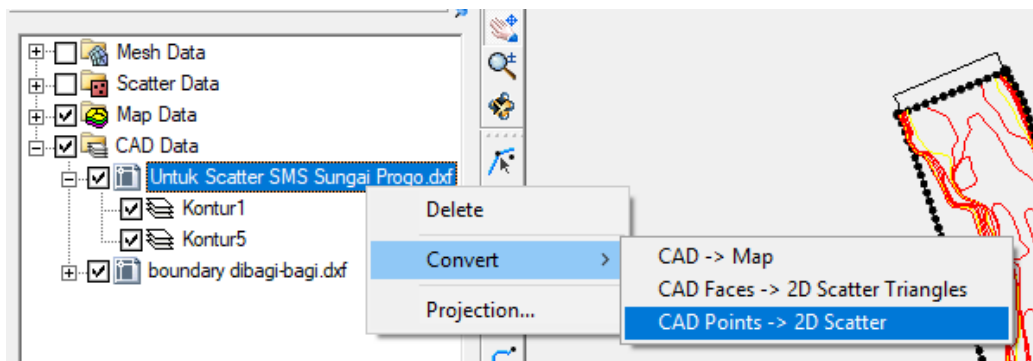 Mesh Data
Scatter Data
Map Data
CAD Data
Untuk Scatter SMS Sungai Progo.dxf
Kontur1
Kontur5
boundary dibagi-bagi.dxf
Delete
Convert >
Projection...
CAD -> Map
CAD Faces -> 2D Scatter Triangles
CAD Points -> 2D Scatter